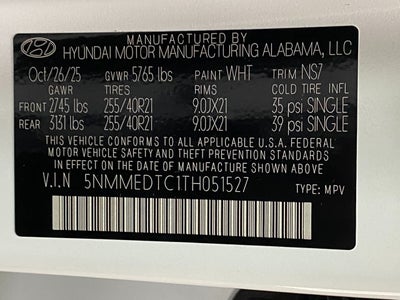 MANUFACTURED BY
HYUNDAI MOTOR MANUFACTURING ALABAMA, LLC
Oct/26/25 GVWR 5765 lbs PAINT WHT TRIM NS7
GAWR TIRES RIMS COLD TIRE INFL
FRONT 2745 lbs 255/40R21 9.0JX21 35 psi SINGLE
REAR 3131 lbs 255/40R21 9.0JX21 39 psi SINGLE
THIS VEHICLE CONFORMS TO ALL APPLICABLE U.S.A. FEDERAL
MOTOR VEHICLE SAFETY, BUMPER, AND THEFT PREVENTION
STANDARDS IN EFFECT ON THE DATE OF MANUFACTURE SHOWN ABOVE.
V.I.N 5NMMEDTC1TH051527 TYPE: MPV